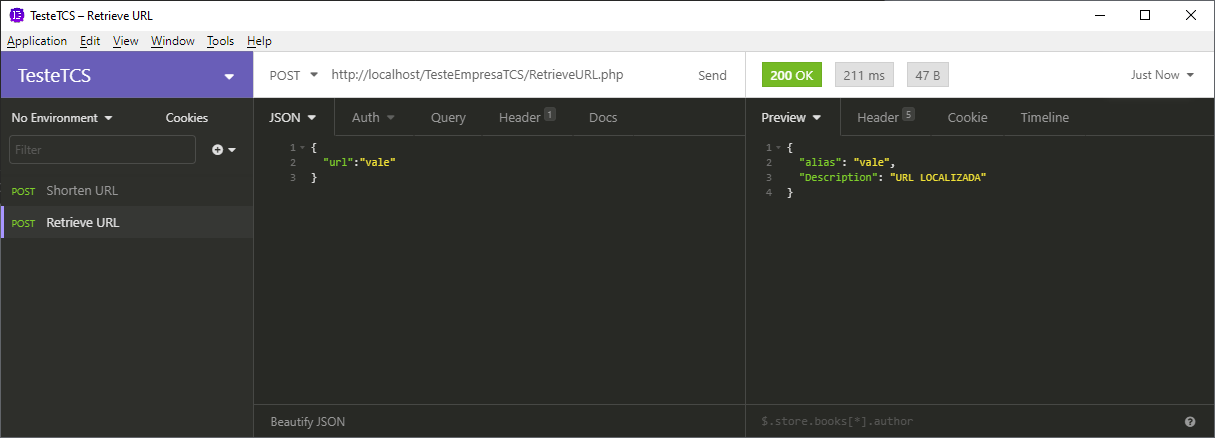 TesteTCS – Retrieve URL
Application Edit View Window Tools Help
TesteTCS
POST http://localhost/TesteEmpresaTCS/RetrieveURL.php Send
200 OK 211 ms 47 B Just Now
No Environment Cookies
JSON Auth Query Header 1 Docs
Preview Header 5 Cookie Timeline
Filter
POST Shorten URL
POST Retrieve URL
1 {
2 "url":"vale"
3 }
1 {
2 "alias": "vale",
3 "Description": "URL LOCALIZADA"
4 }
Beautify JSON
$.store.books[*].author
?